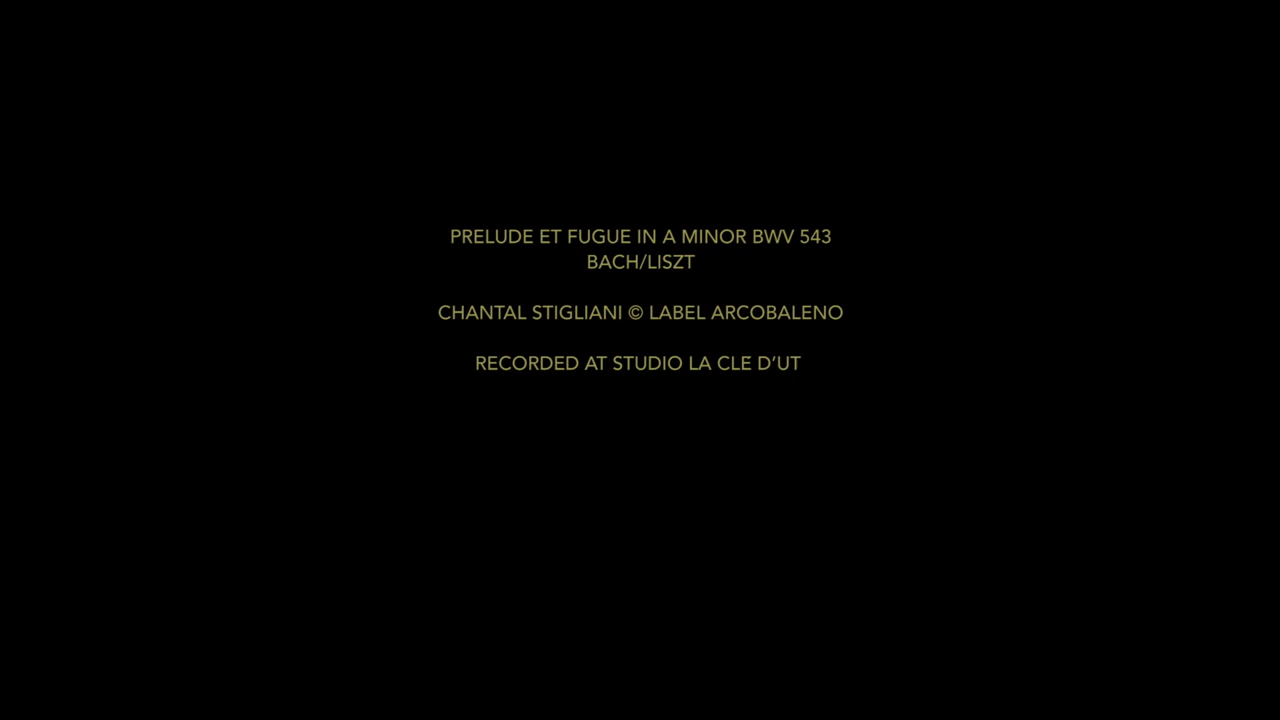 PRELUDE ET FUGUE IN A MINOR BWV 543
BACH/LISZT
CHANTAL STIGLIANI © LABEL ARCOBALENO
RECORDED AT STUDIO LA CLE D’UT